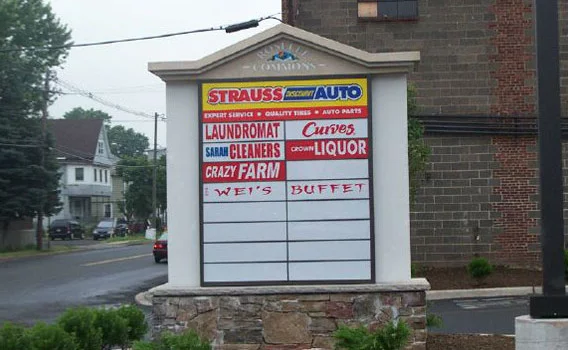 ROSELLE
COMMONS
STRAUSS DISCOUNT AUTO
EXPERT SERVICE • QUALITY TIRES • AUTO PARTS
LAUNDROMAT Curves
SARAH CLEANERS CROWN LIQUOR
CRAZY FARM
WEI'S BUFFET